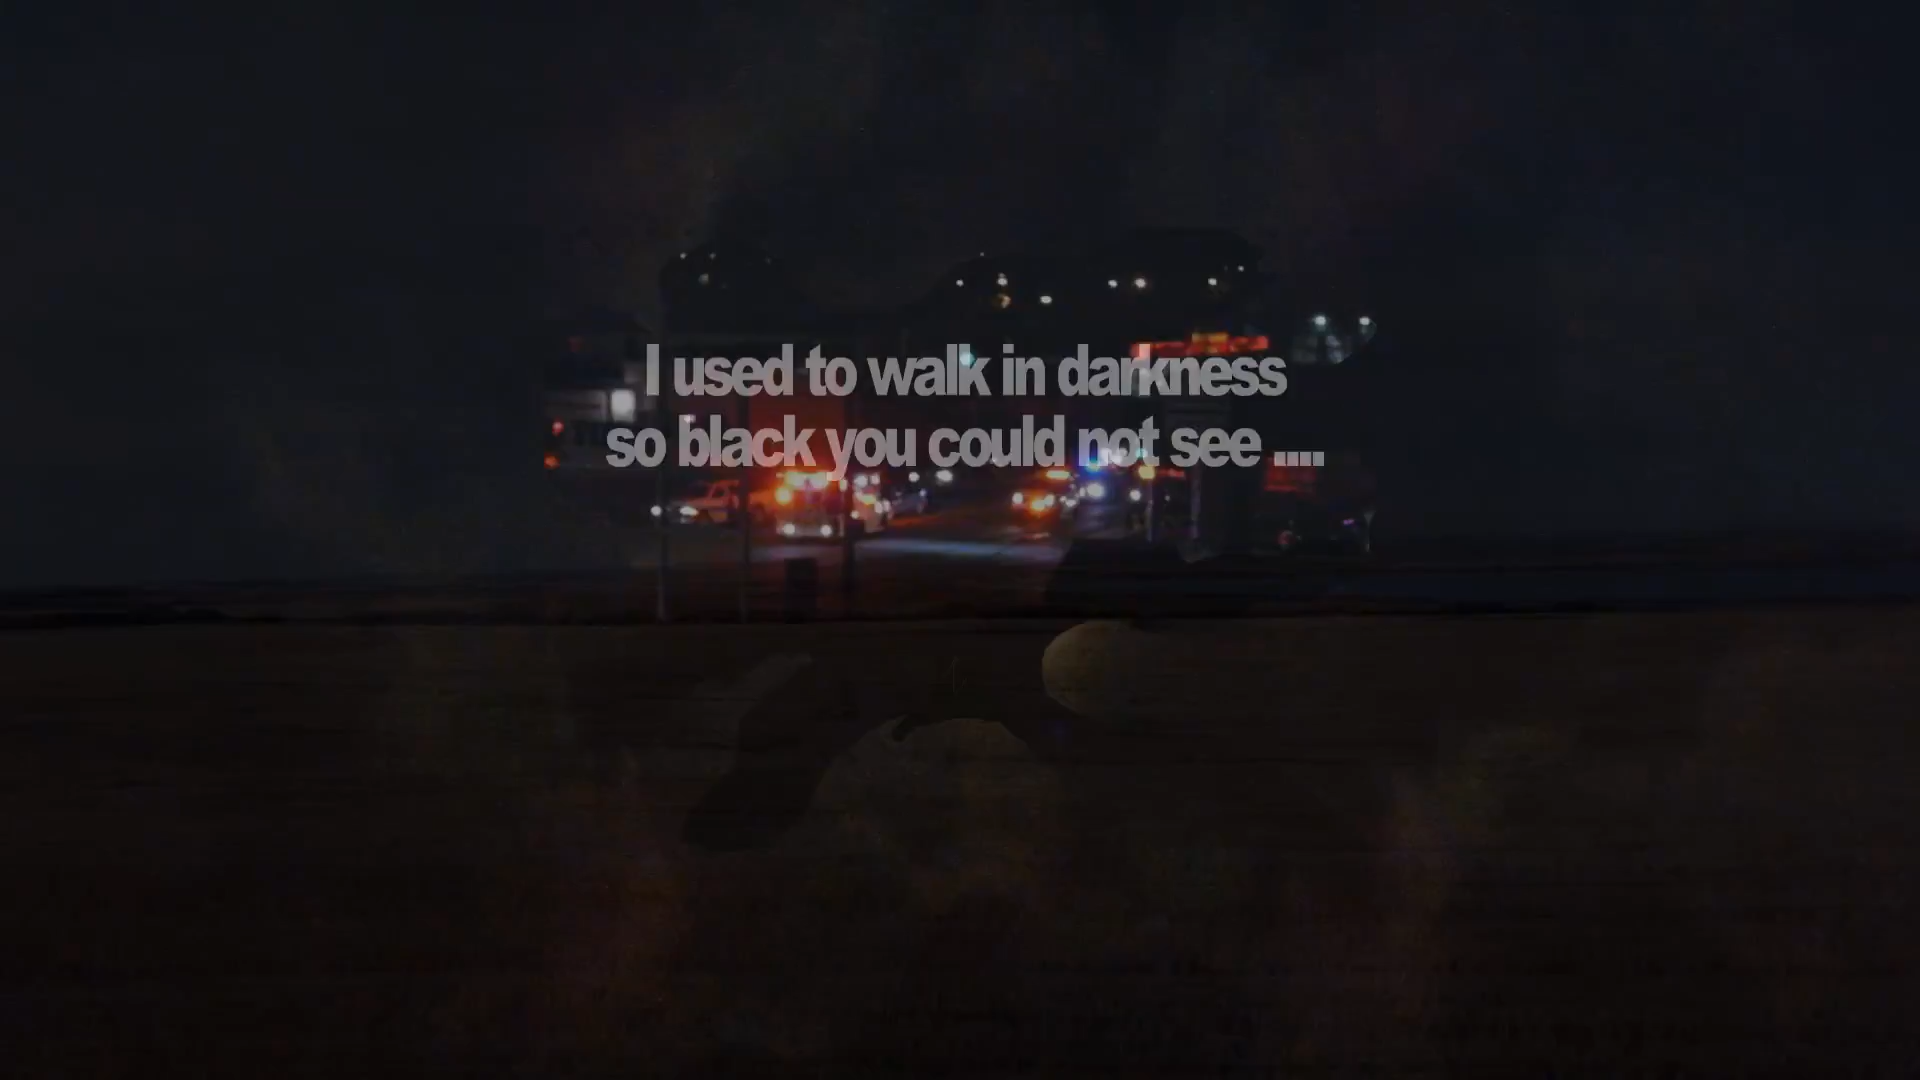 I used to walk in darkness
so black you could not see ....